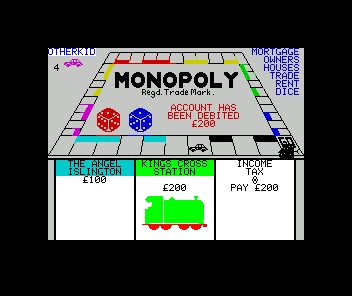 OTHERKID
4
MORTGAGE
OWNERS
HOUSES
TRADE
RENT
DICE
MONOPOLY
Regd. Trade Mark.
ACCOUNT HAS
BEEN DEBITED
£200
THE ANGEL
ISLINGTON
£100
KINGS CROSS
STATION
£200
INCOME
TAX
PAY £200